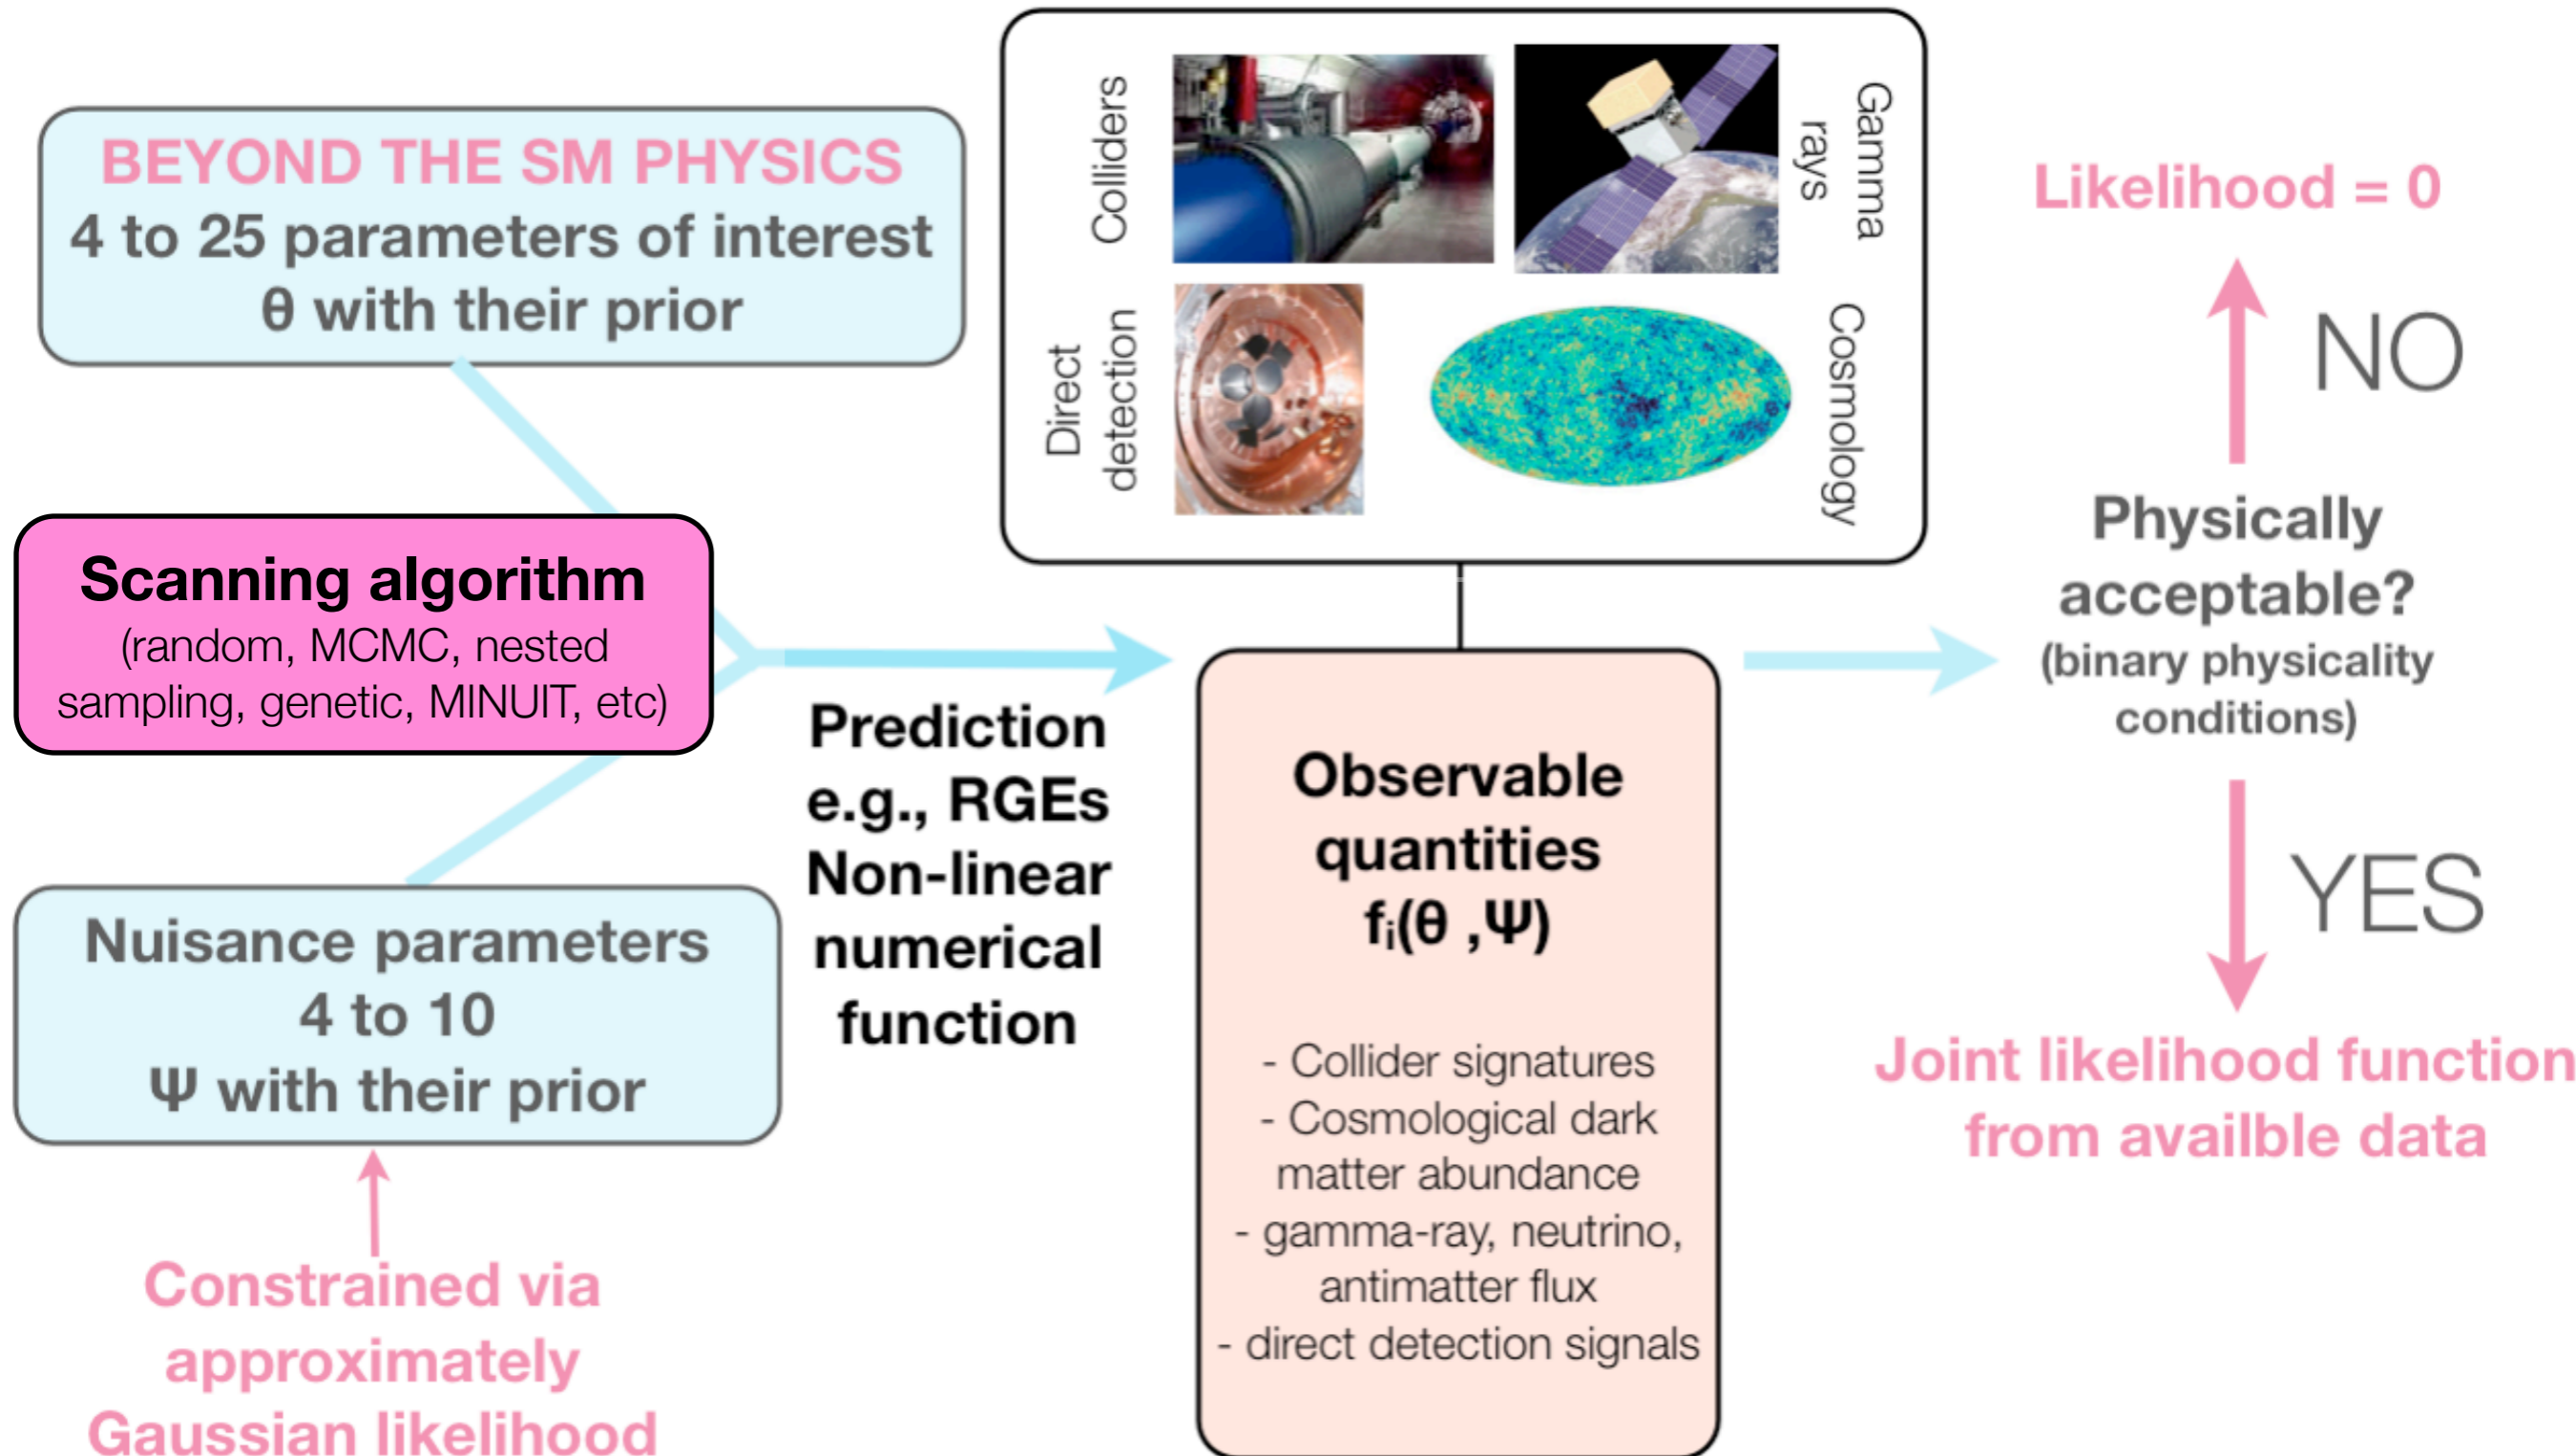 BEYOND THE SM PHYSICS
4 to 25 parameters of interest
θ with their prior
Scanning algorithm
(random, MCMC, nested
sampling, genetic, MINUIT, etc)
Nuisance parameters
4 to 10
Ψ with their prior
Constrained via
approximately
Gaussian likelihood
Prediction
e.g., RGEs
Non-linear
numerical
function
Colliders
Gamma
rays
Direct
detection
Cosmology
Observable
quantities
fᵢ(θ ,Ψ)
- Collider signatures
- Cosmological dark
matter abundance
- gamma-ray, neutrino,
antimatter flux
- direct detection signals
Likelihood = 0
NO
Physically
acceptable?
(binary physicality
conditions)
YES
Joint likelihood function
from availble data